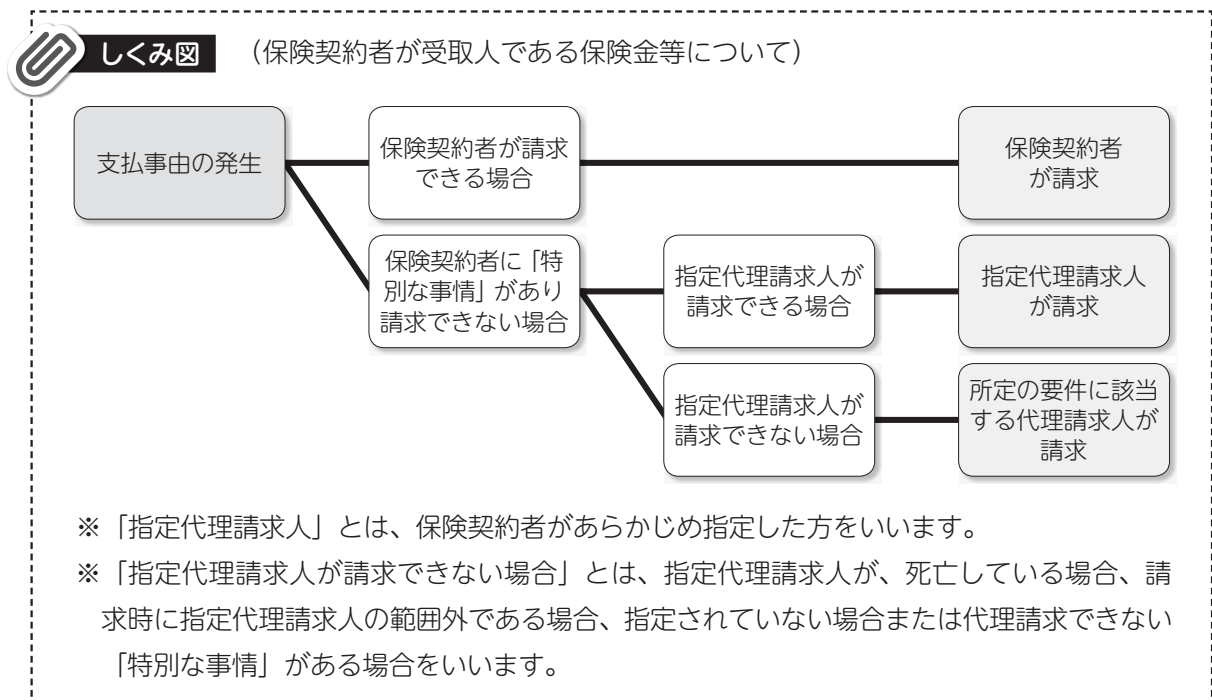 しくみ図 （保険契約者が受取人である保険金等について）
支払事由の発生
保険契約者が請求
できる場合
保険契約者
が請求
保険契約者に「特
別な事情」があり
請求できない場合
指定代理請求人が
請求できる場合
指定代理請求人
が請求
指定代理請求人が
請求できない場合
所定の要件に該当
する代理請求人が
請求
※「指定代理請求人」とは、保険契約者があらかじめ指定した方をいいます。
※「指定代理請求人が請求できない場合」とは、指定代理請求人が、死亡している場合、請
求時に指定代理請求人の範囲外である場合、指定されていない場合または代理請求できない
「特別な事情」がある場合をいいます。